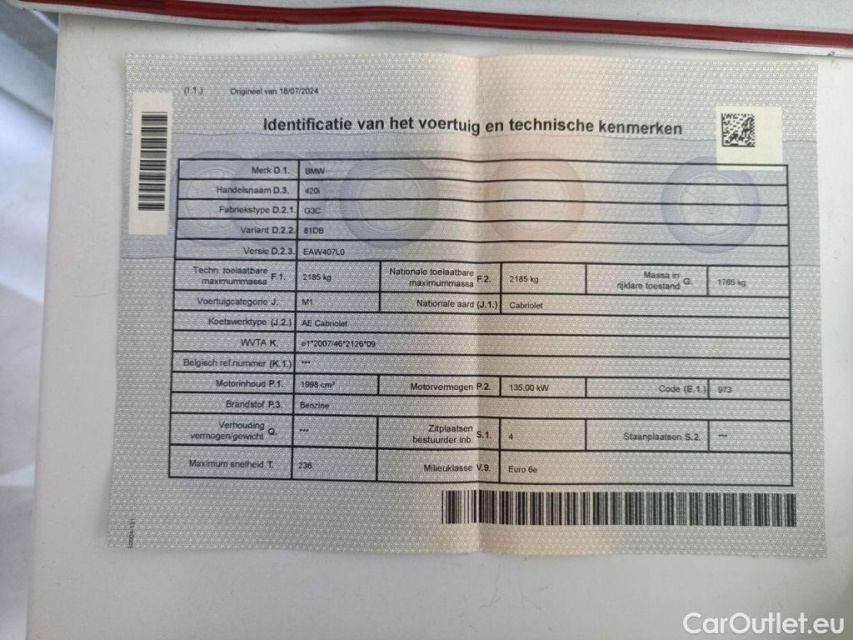 (I.1.) Origineel van 18/07/2024
Identificatie van het voertuig en technische kenmerken
Merk D.1. BMW
Handelsnaam D.3. 420i
Fabriekstype D.2.1. G3C
Variant D.2.2. 81DB
Versie D.2.3. EAW407L0
Techn. toelaatbare maximummassa F.1. 2185 kg Nationale toelaatbare maximummassa F.2. 2185 kg Massa in rijklare toestand G. 1765 kg
Voertuigcategorie J. M1 Nationale aard (J.1.) Cabriolet
Koetswerktype (J.2.) AE Cabriolet
WVTA K. e1*2007/46*2126*09
Belgisch ref.nummer (K.1.) ---
Motorinhoud P.1. 1998 cm³ Motorvermogen P.2. 135,00 kW Code (E.1.) 973
Brandstof P.3. Benzine
Verhouding vermogen/gewicht Q. --- Zitplaatsen bestuurder inb. S.1. 4 Staanplaatsen S.2. ---
Maximum snelheid T. 236 Milieuklasse V.9. Euro 6e
CarOutlet.eu